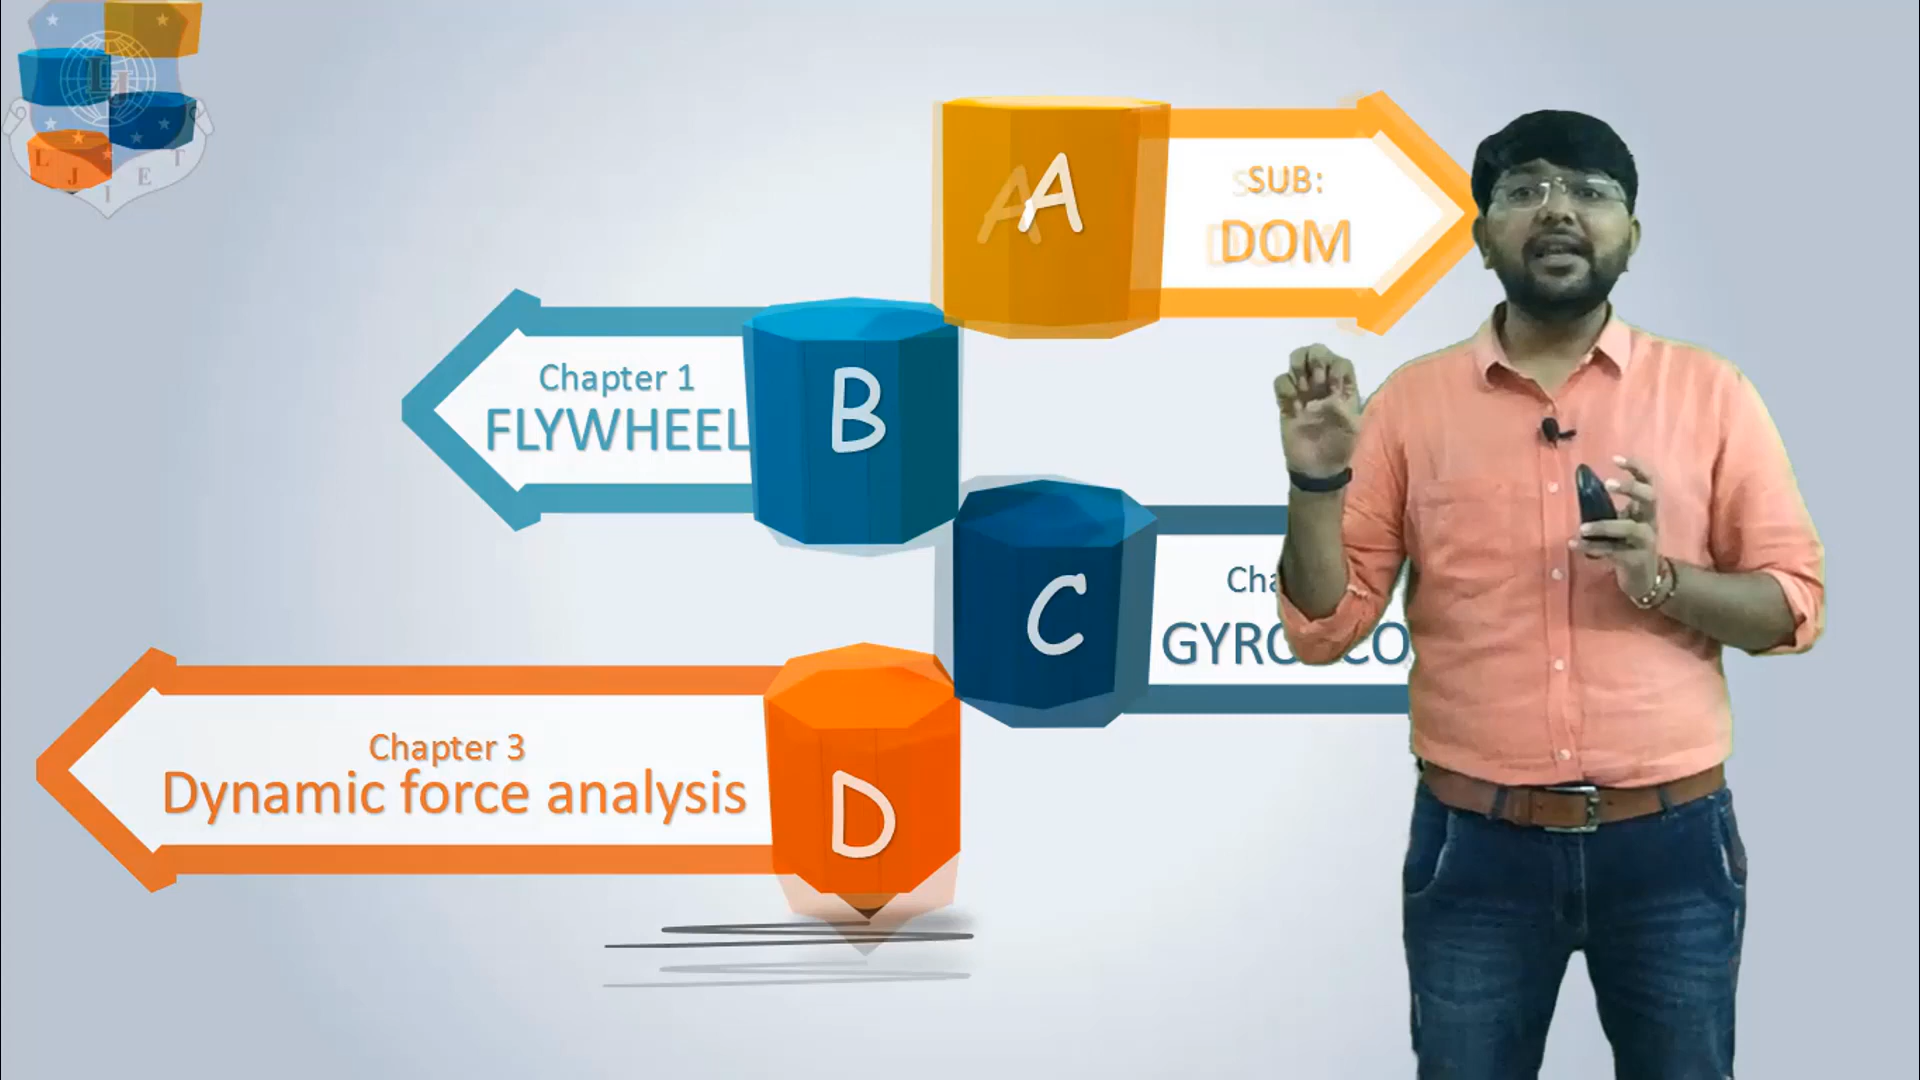 L J I E T
A
SUB:
DOM
Chapter 1
FLYWHEEL
B
C
Chapter 3
Dynamic force analysis
D